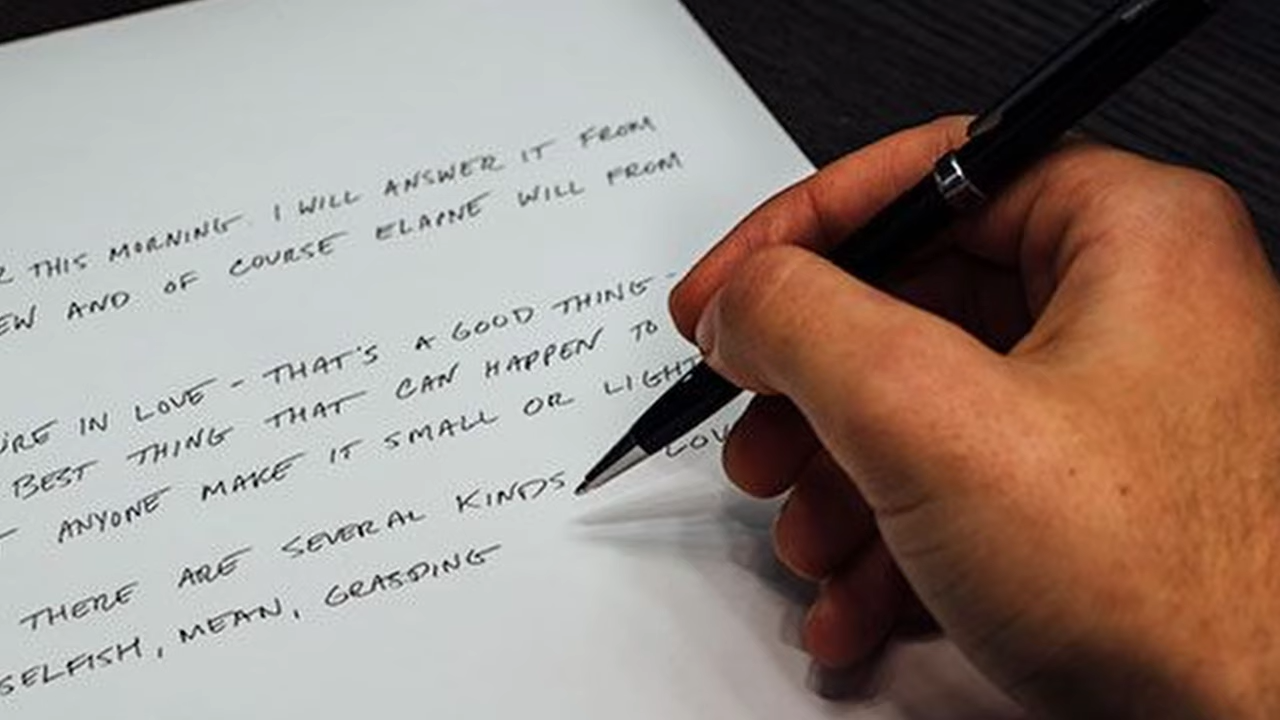 R THIS MORNING. I WILL ANSWER IT FROM
EW AND OF COURSE ELAINE WILL FROM
U'RE IN LOVE - THAT'S A GOOD THING -
BEST THING THAT CAN HAPPEN TO
ANYONE MAKE IT SMALL OR LIGHT
THERE ARE SEVERAL KINDS LOV
SELFISH, MEAN, GRASPING